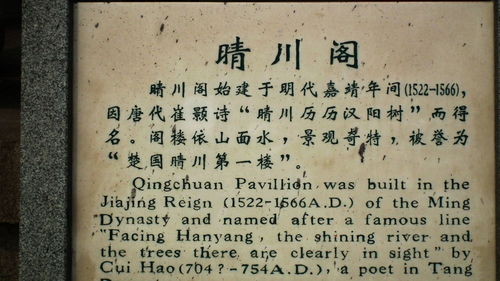 晴川阁
晴川阁始建于明代嘉靖年间(1522-1566),
因唐代崔颢诗“晴川历历汉阳树”而得
名。阁楼依山面水，景观奇特，被誉为
“楚国晴川第一楼”。
Qingchuan Pavilion was built in the
Jiajing Reign (1522-1566A.D.) of the Ming
Dynasty and named after a famous line
"Facing Hanyang, the shining river and
the trees there are clearly in sight" by
Cui Hao(704?-754A.D.), a poet in Tang